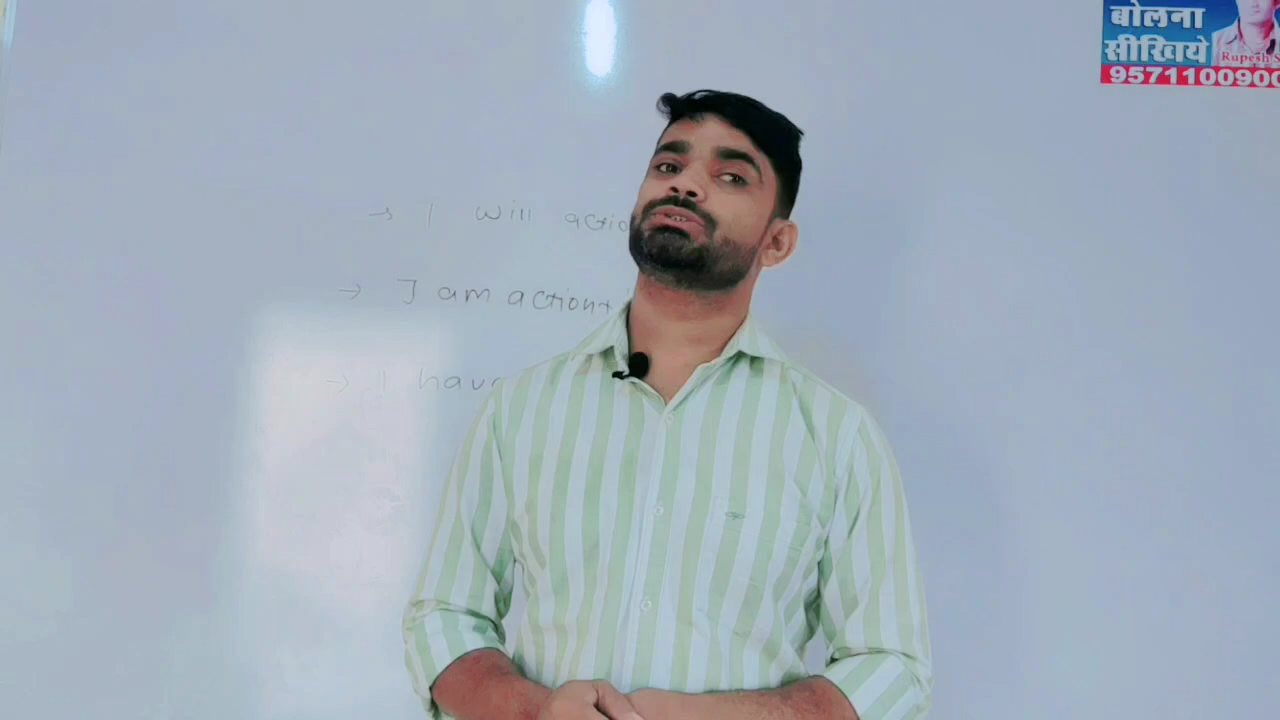 बोलना
सीखिये
Rupesh S
9571100900
→ I will actio
→ I am action+
→ I have